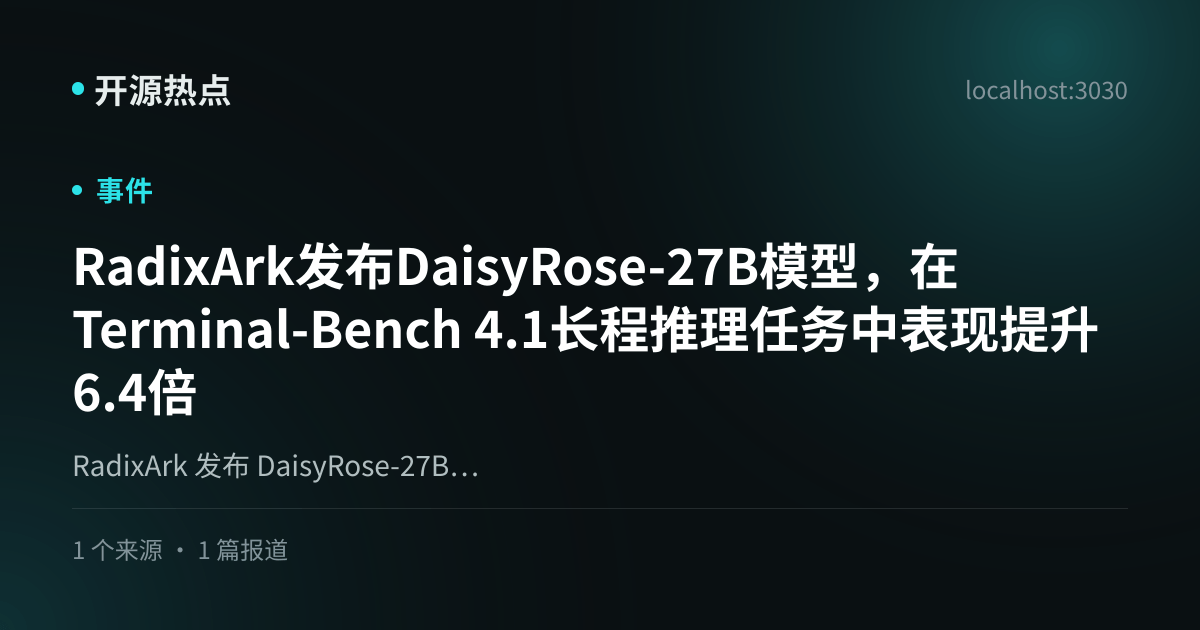 开源热点
localhost:3030
事件
RadixArk发布DaisyRose-27B模型，在
Terminal-Bench 4.1长程推理任务中表现提升
6.4倍
RadixArk 发布 DaisyRose-27B…
1 个来源 · 1 篇报道